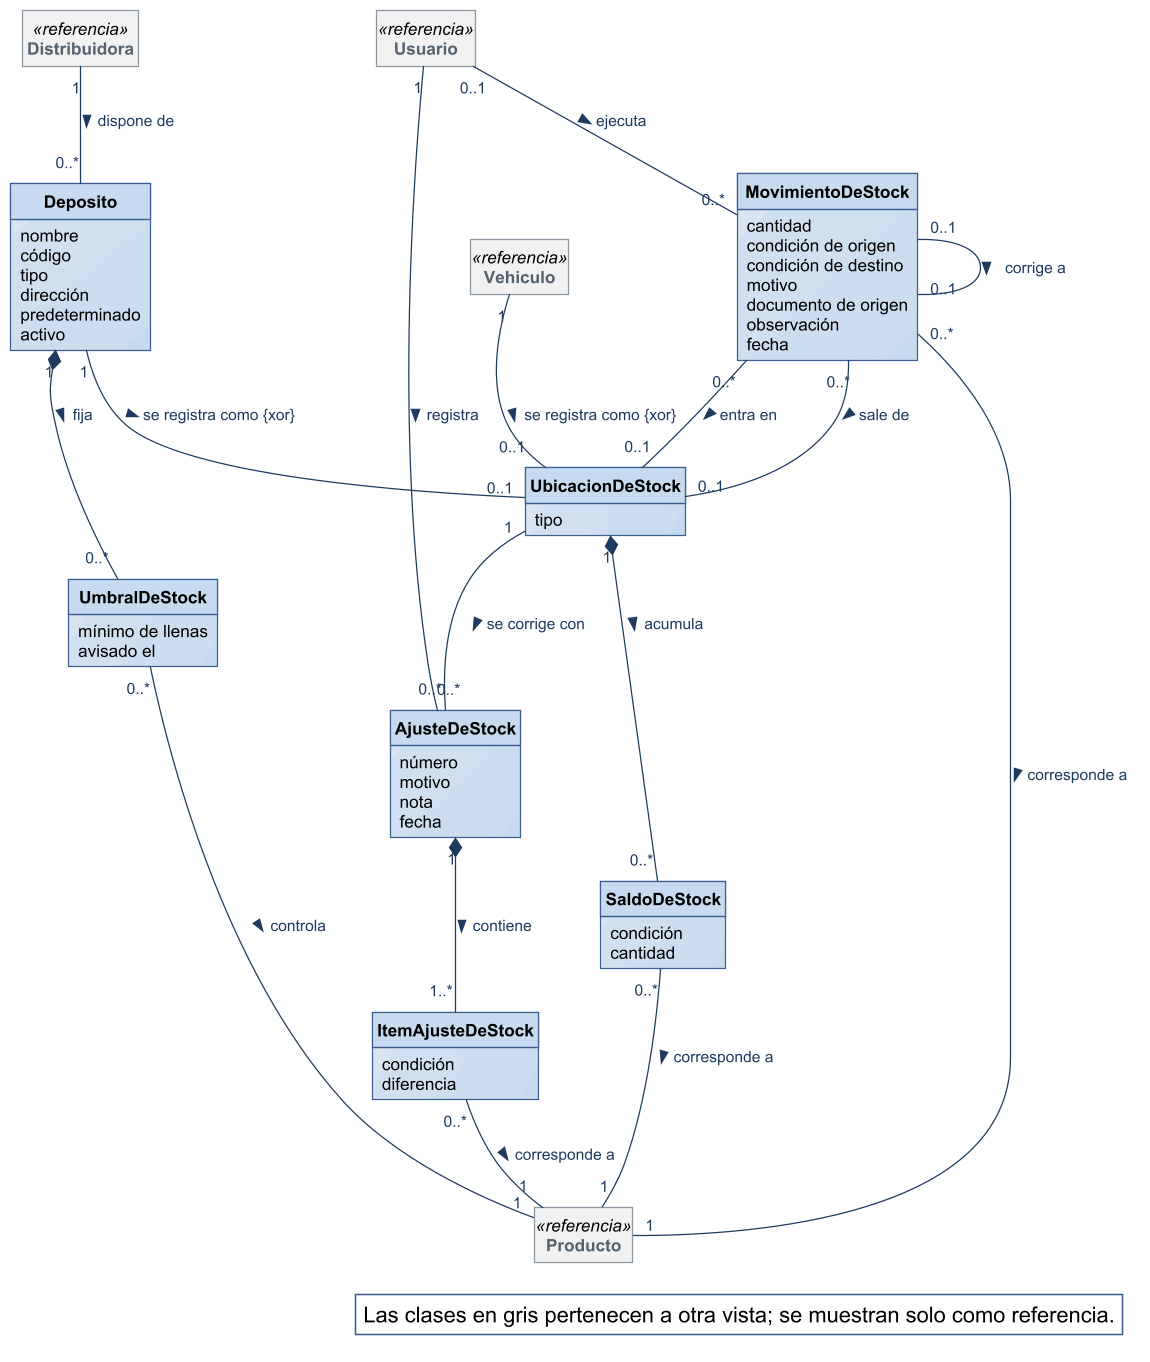 «referencia»
Distribuidora
«referencia»
Usuario
1
1
0..1
dispone de
ejecuta
0..*
0..*
Deposito
nombre
código
tipo
dirección
predeterminado
activo
MovimientoDeStock
cantidad
condición de origen
condición de destino
motivo
documento de origen
observación
fecha
0..1
corrige a
0..1
0..*
«referencia»
Vehiculo
1
1
1
0..*
0..*
fija
se registra como {xor}
registra
se registra como {xor}
entra en
sale de
0..1
0..1
0..1
0..1
UbicacionDeStock
tipo
1
1
0..*
UmbralDeStock
mínimo de llenas
avisado el
se corrige con
acumula
0..*
0..*
0..*
AjusteDeStock
número
motivo
nota
fecha
corresponde a
1
0..*
SaldoDeStock
condición
cantidad
controla
contiene
1..*
0..*
ItemAjusteDeStock
condición
diferencia
corresponde a
0..*
corresponde a
1
1
1
1
«referencia»
Producto
Las clases en gris pertenecen a otra vista; se muestran solo como referencia.